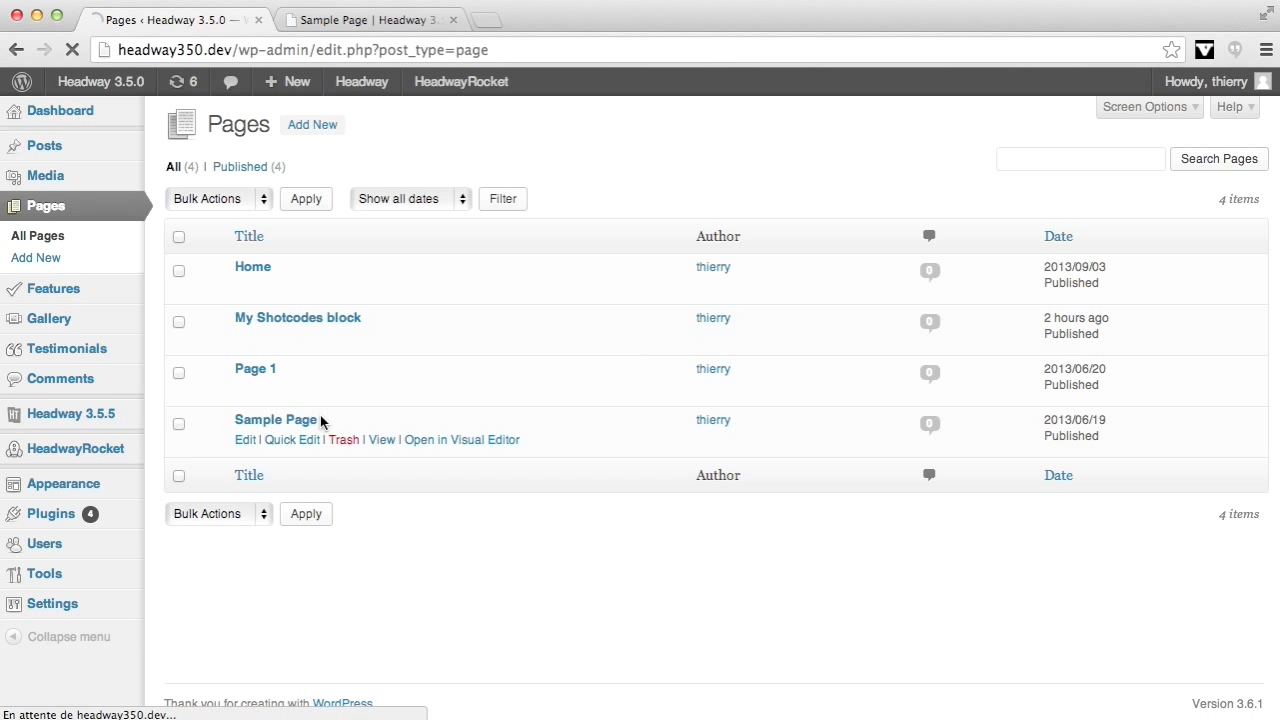 Pages ‹ Headway 3.5.0 —
Sample Page | Headway 3.
headway350.dev/wp-admin/edit.php?post_type=page
Headway 3.5.0
6
+ New
Headway
HeadwayRocket
Howdy, thierry
Dashboard
Posts
Media
Pages
All Pages
Add New
Features
Gallery
Testimonials
Comments
Headway 3.5.5
HeadwayRocket
Appearance
Plugins 4
Users
Tools
Settings
Collapse menu
Screen Options
Help
Pages
Add New
All (4) | Published (4)
Search Pages
Bulk Actions
Apply
Show all dates
Filter
4 items
Title Author Date
Home thierry 0 2013/09/03
Published
My Shotcodes block thierry 0 2 hours ago
Published
Page 1 thierry 0 2013/06/20
Published
Sample Page thierry 0 2013/06/19
Edit | Quick Edit | Trash | View | Open in Visual Editor Published
Title Author Date
Bulk Actions
Apply
4 items
Thank you for creating with WordPress
Version 3.6.1
En attente de headway350.dev...